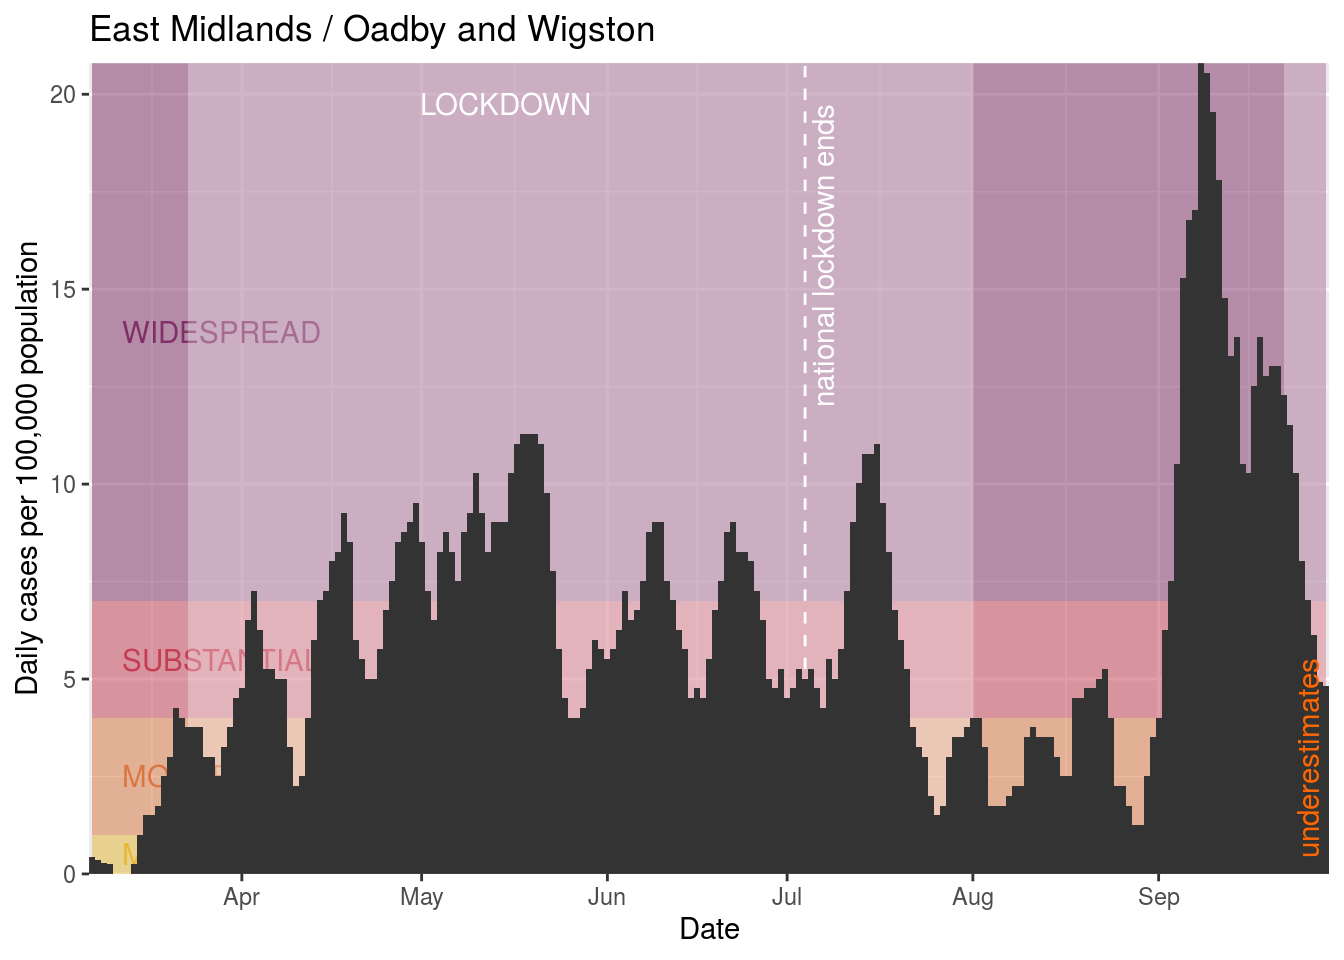 East Midlands / Oadby and Wigston
Daily cases per 100,000 population
20
15
10
5
0
LOCKDOWN
national lockdown ends
WIDESPREAD
SUBSTANTIAL
underestimates
Apr
May
Jun
Jul
Aug
Sep
Date